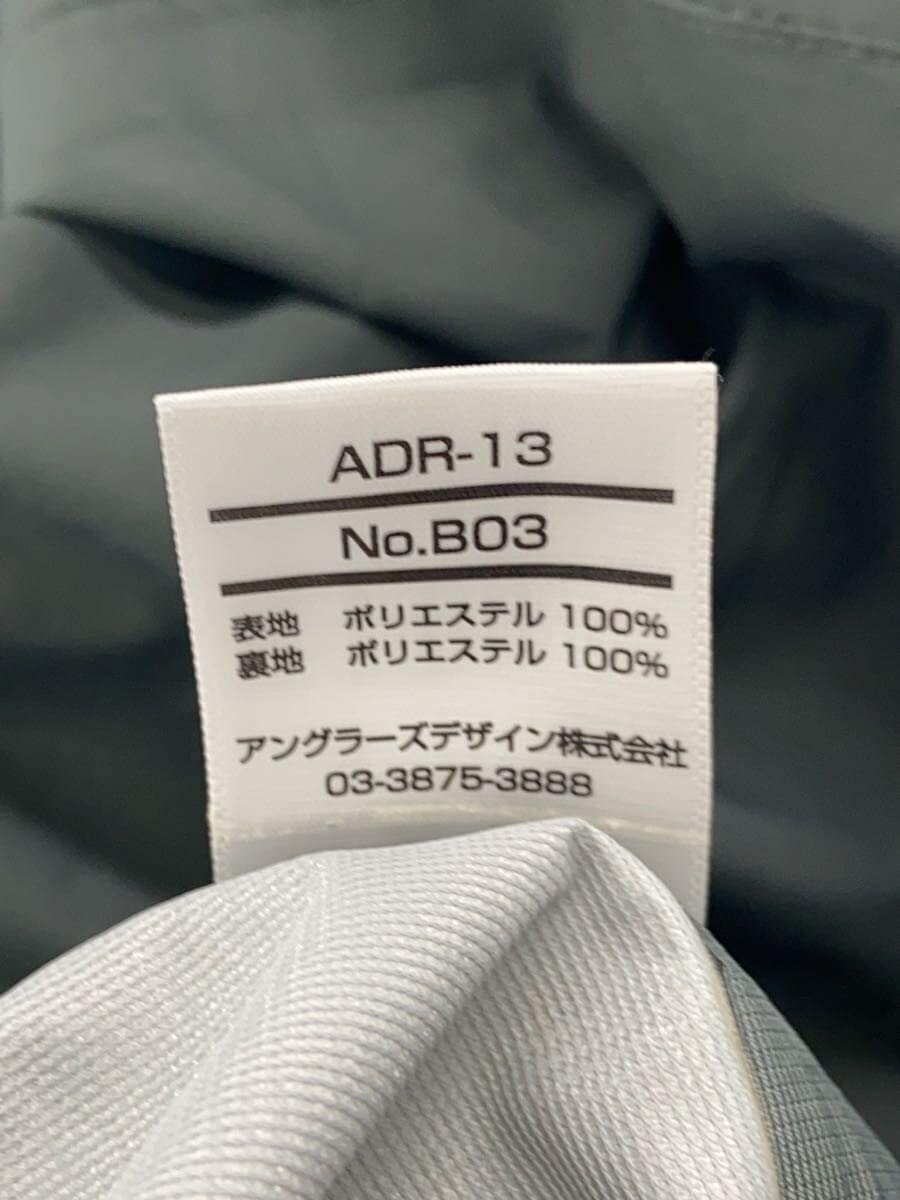 ADR-13
No.B03
表地 ポリエステル 100%
裏地 ポリエステル 100%
アングラーズデザイン株式会社
03-3875-3888